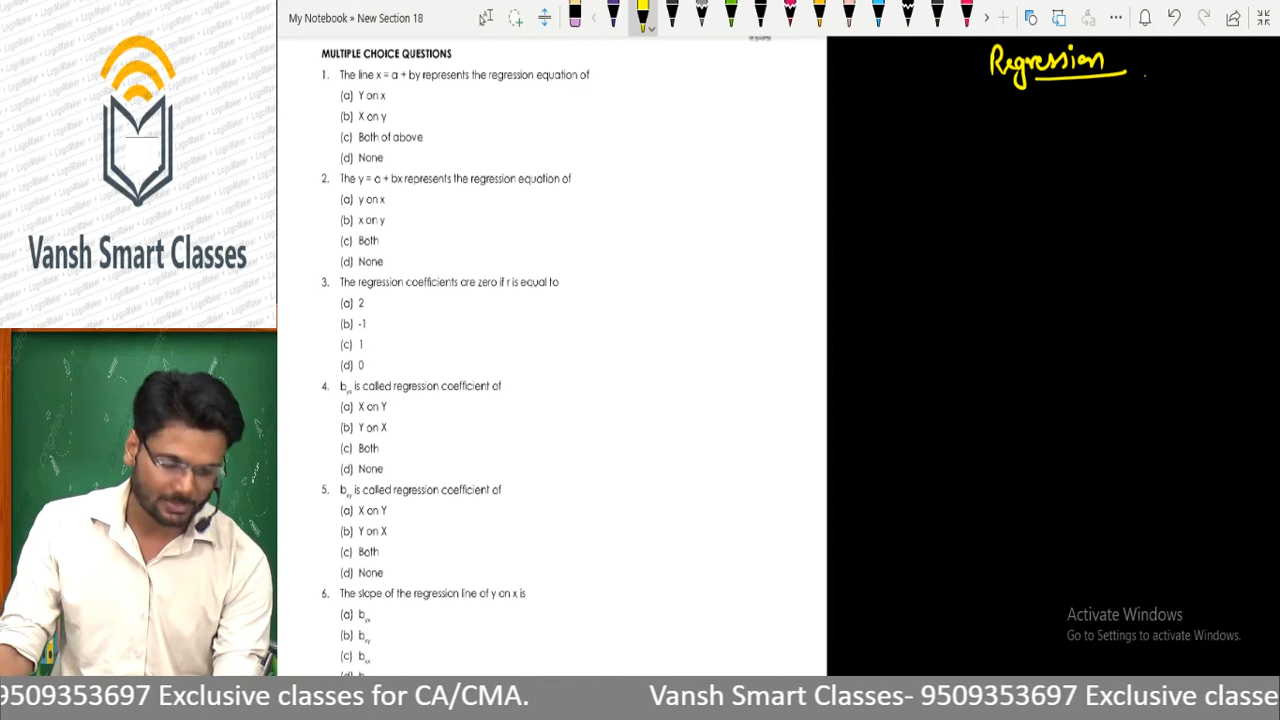 My Notebook » New Section 18
Regression
MULTIPLE CHOICE QUESTIONS
1. The line x = a + by represents the regression equation of
(a) Y on x
(b) X on y
(c) Both of above
(d) None
2. The y = a + bx represents the regression equation of
(a) y on x
(b) x on y
(c) Both
(d) None
3. The regression coefficients are zero if r is equal to
(a) 2
(b) -1
(c) 1
(d) 0
4. byx is called regression coefficient of
(a) X on Y
(b) Y on X
(c) Both
(d) None
5. bxy is called regression coefficient of
(a) X on Y
(b) Y on X
(c) Both
(d) None
6. The slope of the regression line of y on x is
(a) byx
(b) bxy
(c) bxx
Vansh Smart Classes
Activate Windows
Go to Settings to activate Windows.
9509353697 Exclusive classes for CA/CMA. Vansh Smart Classes- 9509353697 Exclusive classe